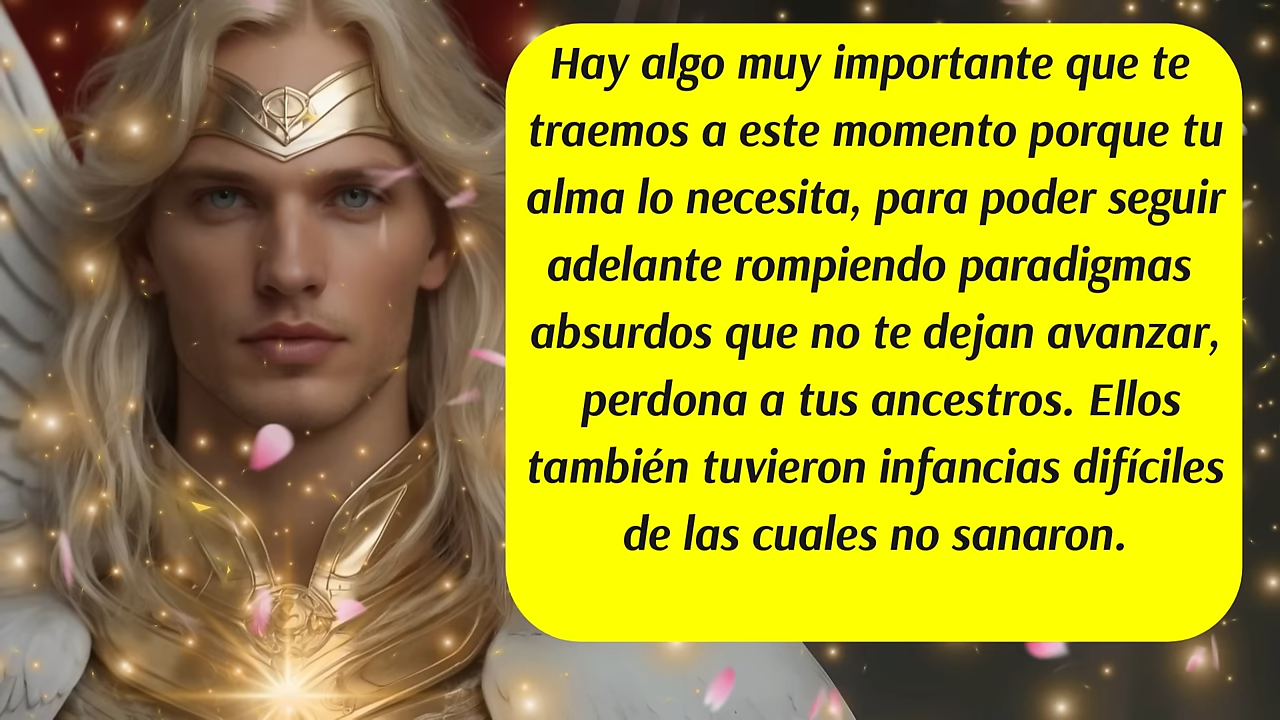 Hay algo muy importante que te
traemos a este momento porque tu
alma lo necesita, para poder seguir
adelante rompiendo paradigmas
absurdos que no te dejan avanzar,
perdona a tus ancestros. Ellos
también tuvieron infancias difíciles
de las cuales no sanaron.